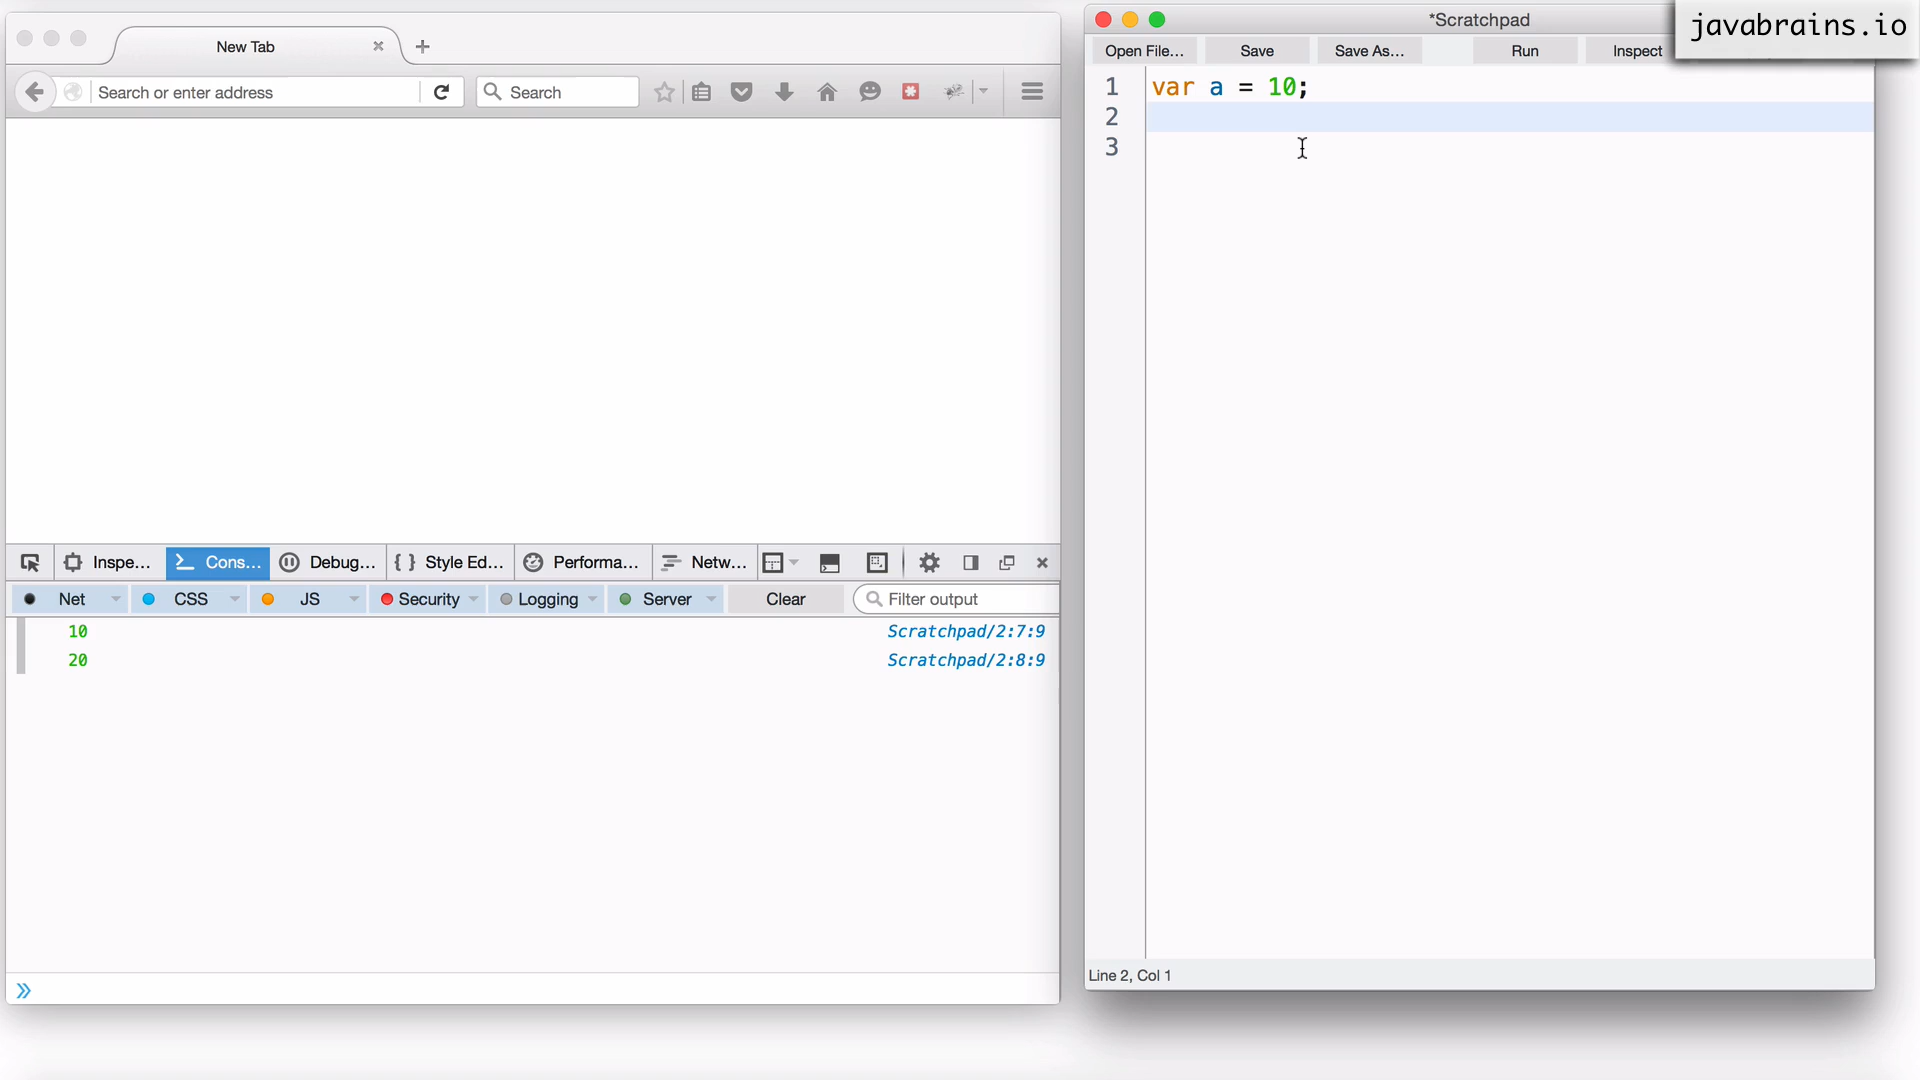 New Tab
Search or enter address
Search
Inspe...
Cons...
Debug...
Style Ed...
Performa...
Netw...
Net
CSS
JS
Security
Logging
Server
Clear
Filter output
10 Scratchpad/2:7:9
20 Scratchpad/2:8:9
*Scratchpad
javabrains.io
Open File...
Save
Save As...
Run
Inspect
1 var a = 10;
2
3
Line 2, Col 1